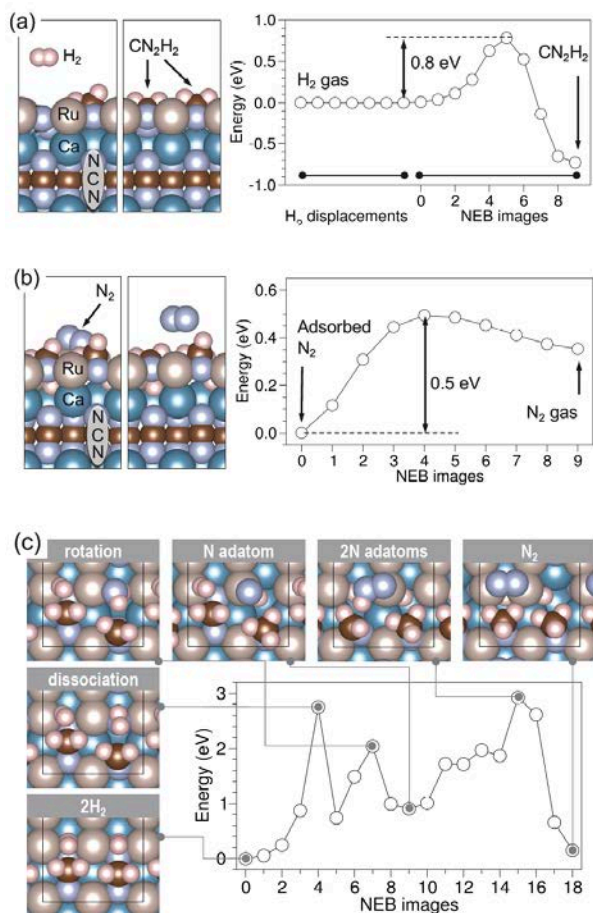 (a)
H2
CN2H2
Ru
Ca
N
C
N
Energy (eV)
1.0
0.5
0.0
-0.5
-1.0
H2 gas
0.8 eV
CN2H2
0 2 4 6 8
H2 displacements
NEB images
(b)
N2
Ru
Ca
N
C
N
Energy (eV)
0.6
0.4
0.2
0.0
Adsorbed
N2
0.5 eV
N2 gas
0 1 2 3 4 5 6 7 8 9
NEB images
(c)
rotation
N adatom
2N adatoms
N2
dissociation
2H2
Energy (eV)
3
2
1
0
0 2 4 6 8 10 12 14 16 18
NEB images